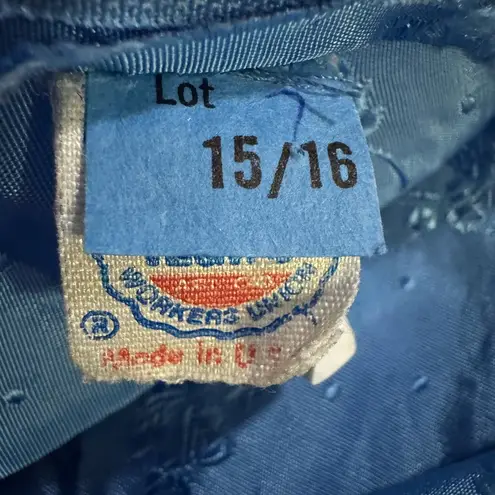 Lot
15/16
WORKERS UNION
®
Made in U.S.